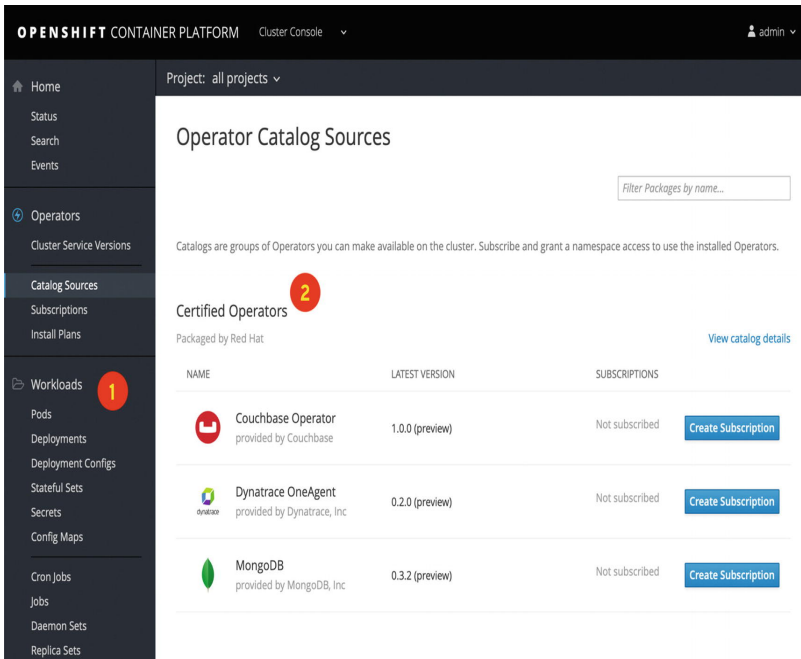 OPENSHIFT CONTAINER PLATFORM Cluster Console admin
Project: all projects
Home
Status
Search
Events
Operators
Cluster Service Versions
Catalog Sources
Subscriptions
Install Plans
Workloads
1
Pods
Deployments
Deployment Configs
Stateful Sets
Secrets
Config Maps
Cron Jobs
Jobs
Daemon Sets
Replica Sets
Operator Catalog Sources
Filter Packages by name...
Catalogs are groups of Operators you can make available on the cluster. Subscribe and grant a namespace access to use the installed Operators.
2
Certified Operators
Packaged by Red Hat View catalog details
NAME LATEST VERSION SUBSCRIPTIONS
Couchbase Operator
provided by Couchbase
1.0.0 (preview) Not subscribed Create Subscription
dynatrace
Dynatrace OneAgent
provided by Dynatrace, Inc
0.2.0 (preview) Not subscribed Create Subscription
MongoDB
provided by MongoDB, Inc
0.3.2 (preview) Not subscribed Create Subscription